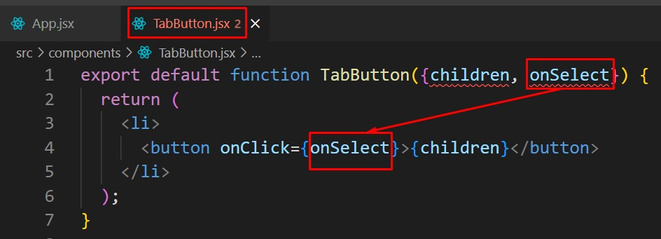 App.jsx TabButton.jsx 2 ×
src > components > TabButton.jsx > ...
1 export default function TabButton({children, onSelect}) {
2   return (
3     <li>
4       <button onClick={onSelect}>{children}</button>
5     </li>
6   );
7 }